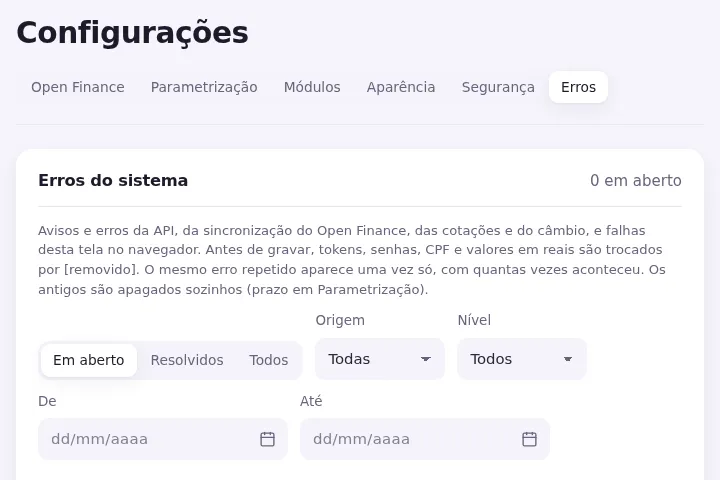 Configurações
Open Finance Parametrização Módulos Aparência Segurança Erros
Erros do sistema 0 em aberto
Avisos e erros da API, da sincronização do Open Finance, das cotações e do câmbio, e falhas
desta tela no navegador. Antes de gravar, tokens, senhas, CPF e valores em reais são trocados
por [removido]. O mesmo erro repetido aparece uma vez só, com quantas vezes aconteceu. Os
antigos são apagados sozinhos (prazo em Parametrização).
Origem Nível
Em aberto Resolvidos Todos Todas Todos
De Até
dd/mm/aaaa dd/mm/aaaa